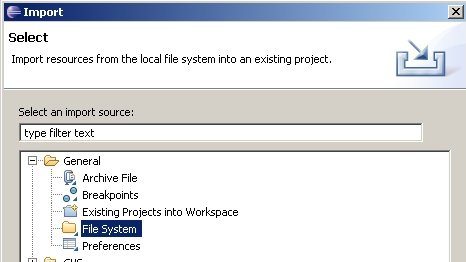 Import
Select
Import resources from the local file system into an existing project.
Select an import source:
type filter text
General
Archive File
Breakpoints
Existing Projects into Workspace
File System
Preferences